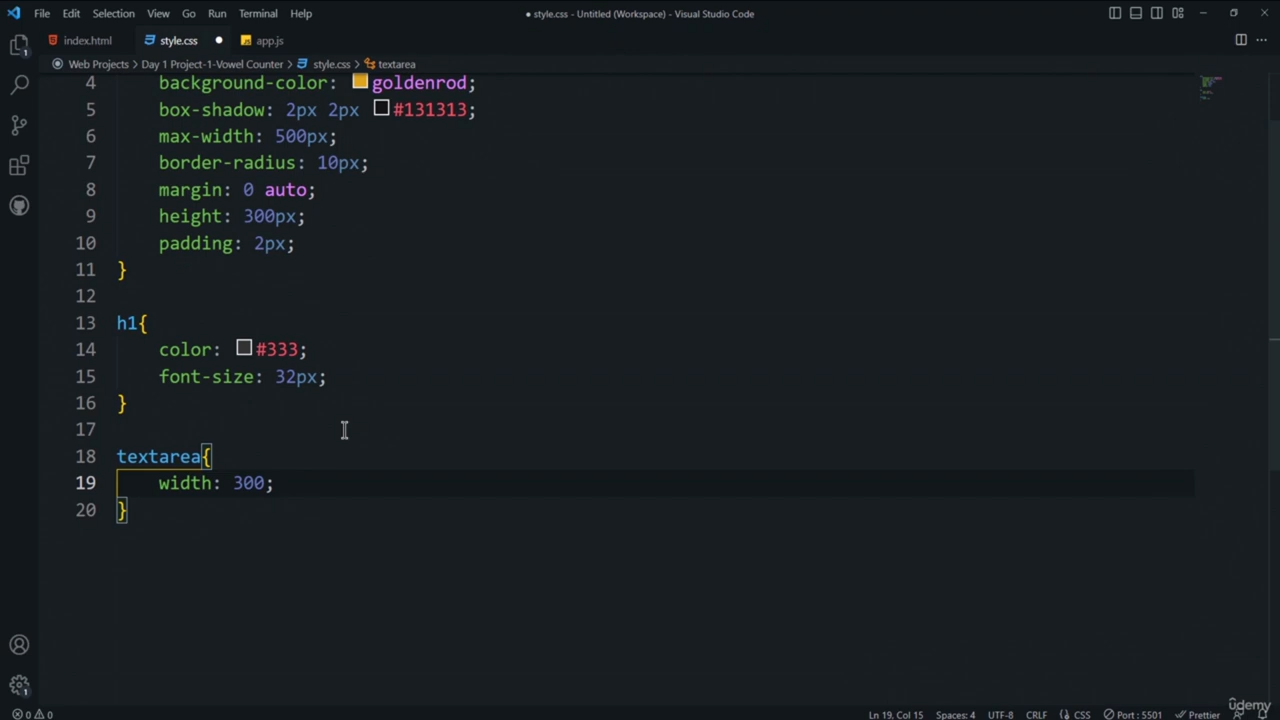 File Edit Selection View Go Run Terminal Help
● style.css - Untitled (Workspace) - Visual Studio Code
index.html style.css ● app.js
Web Projects > Day 1 Project-1-Vowel Counter > style.css > textarea
4 background-color: goldenrod;
5 box-shadow: 2px 2px #131313;
6 max-width: 500px;
7 border-radius: 10px;
8 margin: 0 auto;
9 height: 300px;
10 padding: 2px;
11 }
12
13 h1{
14 color: #333;
15 font-size: 32px;
16 }
17
18 textarea{
19 width: 300;
20 }
1
1
0 0 Ln 19, Col 15 Spaces: 4 UTF-8 CRLF CSS Port : 5501 Prettier
udemy